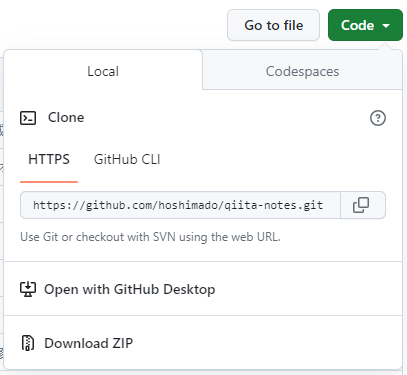 Go to file Code
Local Codespaces
Clone
HTTPS GitHub CLI
https://github.com/hoshimado/qiita-notes.git
Use Git or checkout with SVN using the web URL.
Open with GitHub Desktop
Download ZIP